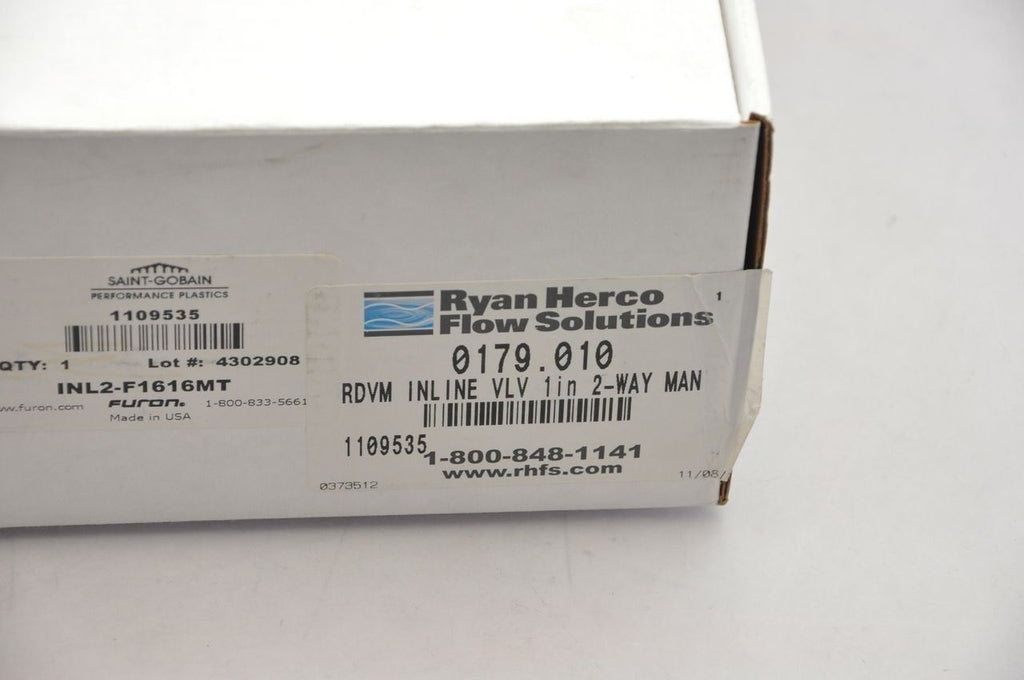 SAINT-GOBAIN
PERFORMANCE PLASTICS
1109535
QTY: 1 Lot #: 4302908
INL2-F1616MT
w.furon.com FURON. 1-800-833-5661
Made in USA
Ryan Herco 1
Flow Solutions
0179.010
RDVM INLINE VLV 1in 2-WAY MAN
1109535
1-800-848-1141
www.rhfs.com
0373512 11/08/